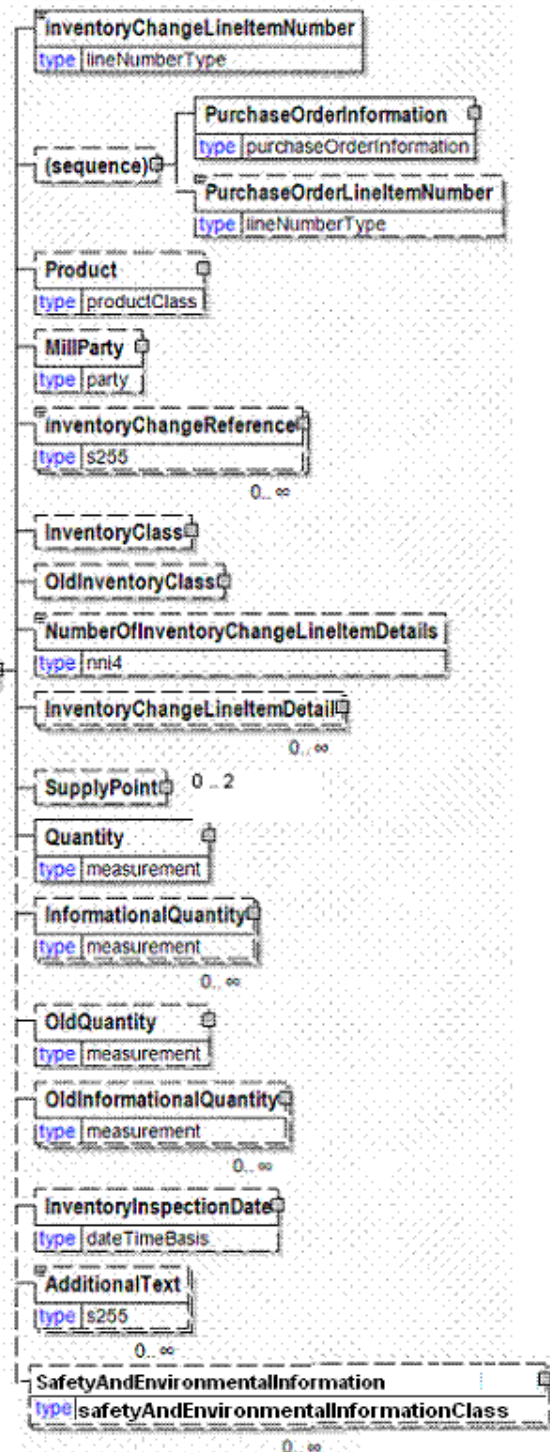 InventoryChangeLineItemNumber
type lineNumberType
(sequence)
PurchaseOrderInformation
type purchaseOrderInformation
PurchaseOrderLineItemNumber
type lineNumberType
Product
type productClass
MillParty
type party
InventoryChangeReference
type s255
0.. ∞
InventoryClass
OldInventoryClass
NumberOfInventoryChangeLineItemDetails
type nni4
InventoryChangeLineItemDetail
0.. ∞
SupplyPoint 0 .. 2
Quantity
type measurement
InformationalQuantity
type measurement
0.. ∞
OldQuantity
type measurement
OldInformationalQuantity
type measurement
0.. ∞
InventoryInspectionDate
type dateTimeBasis
AdditionalText
type s255
0.. ∞
SafetyAndEnvironmentalInformation
type safetyAndEnvironmentalInformationClass
0.. ∞